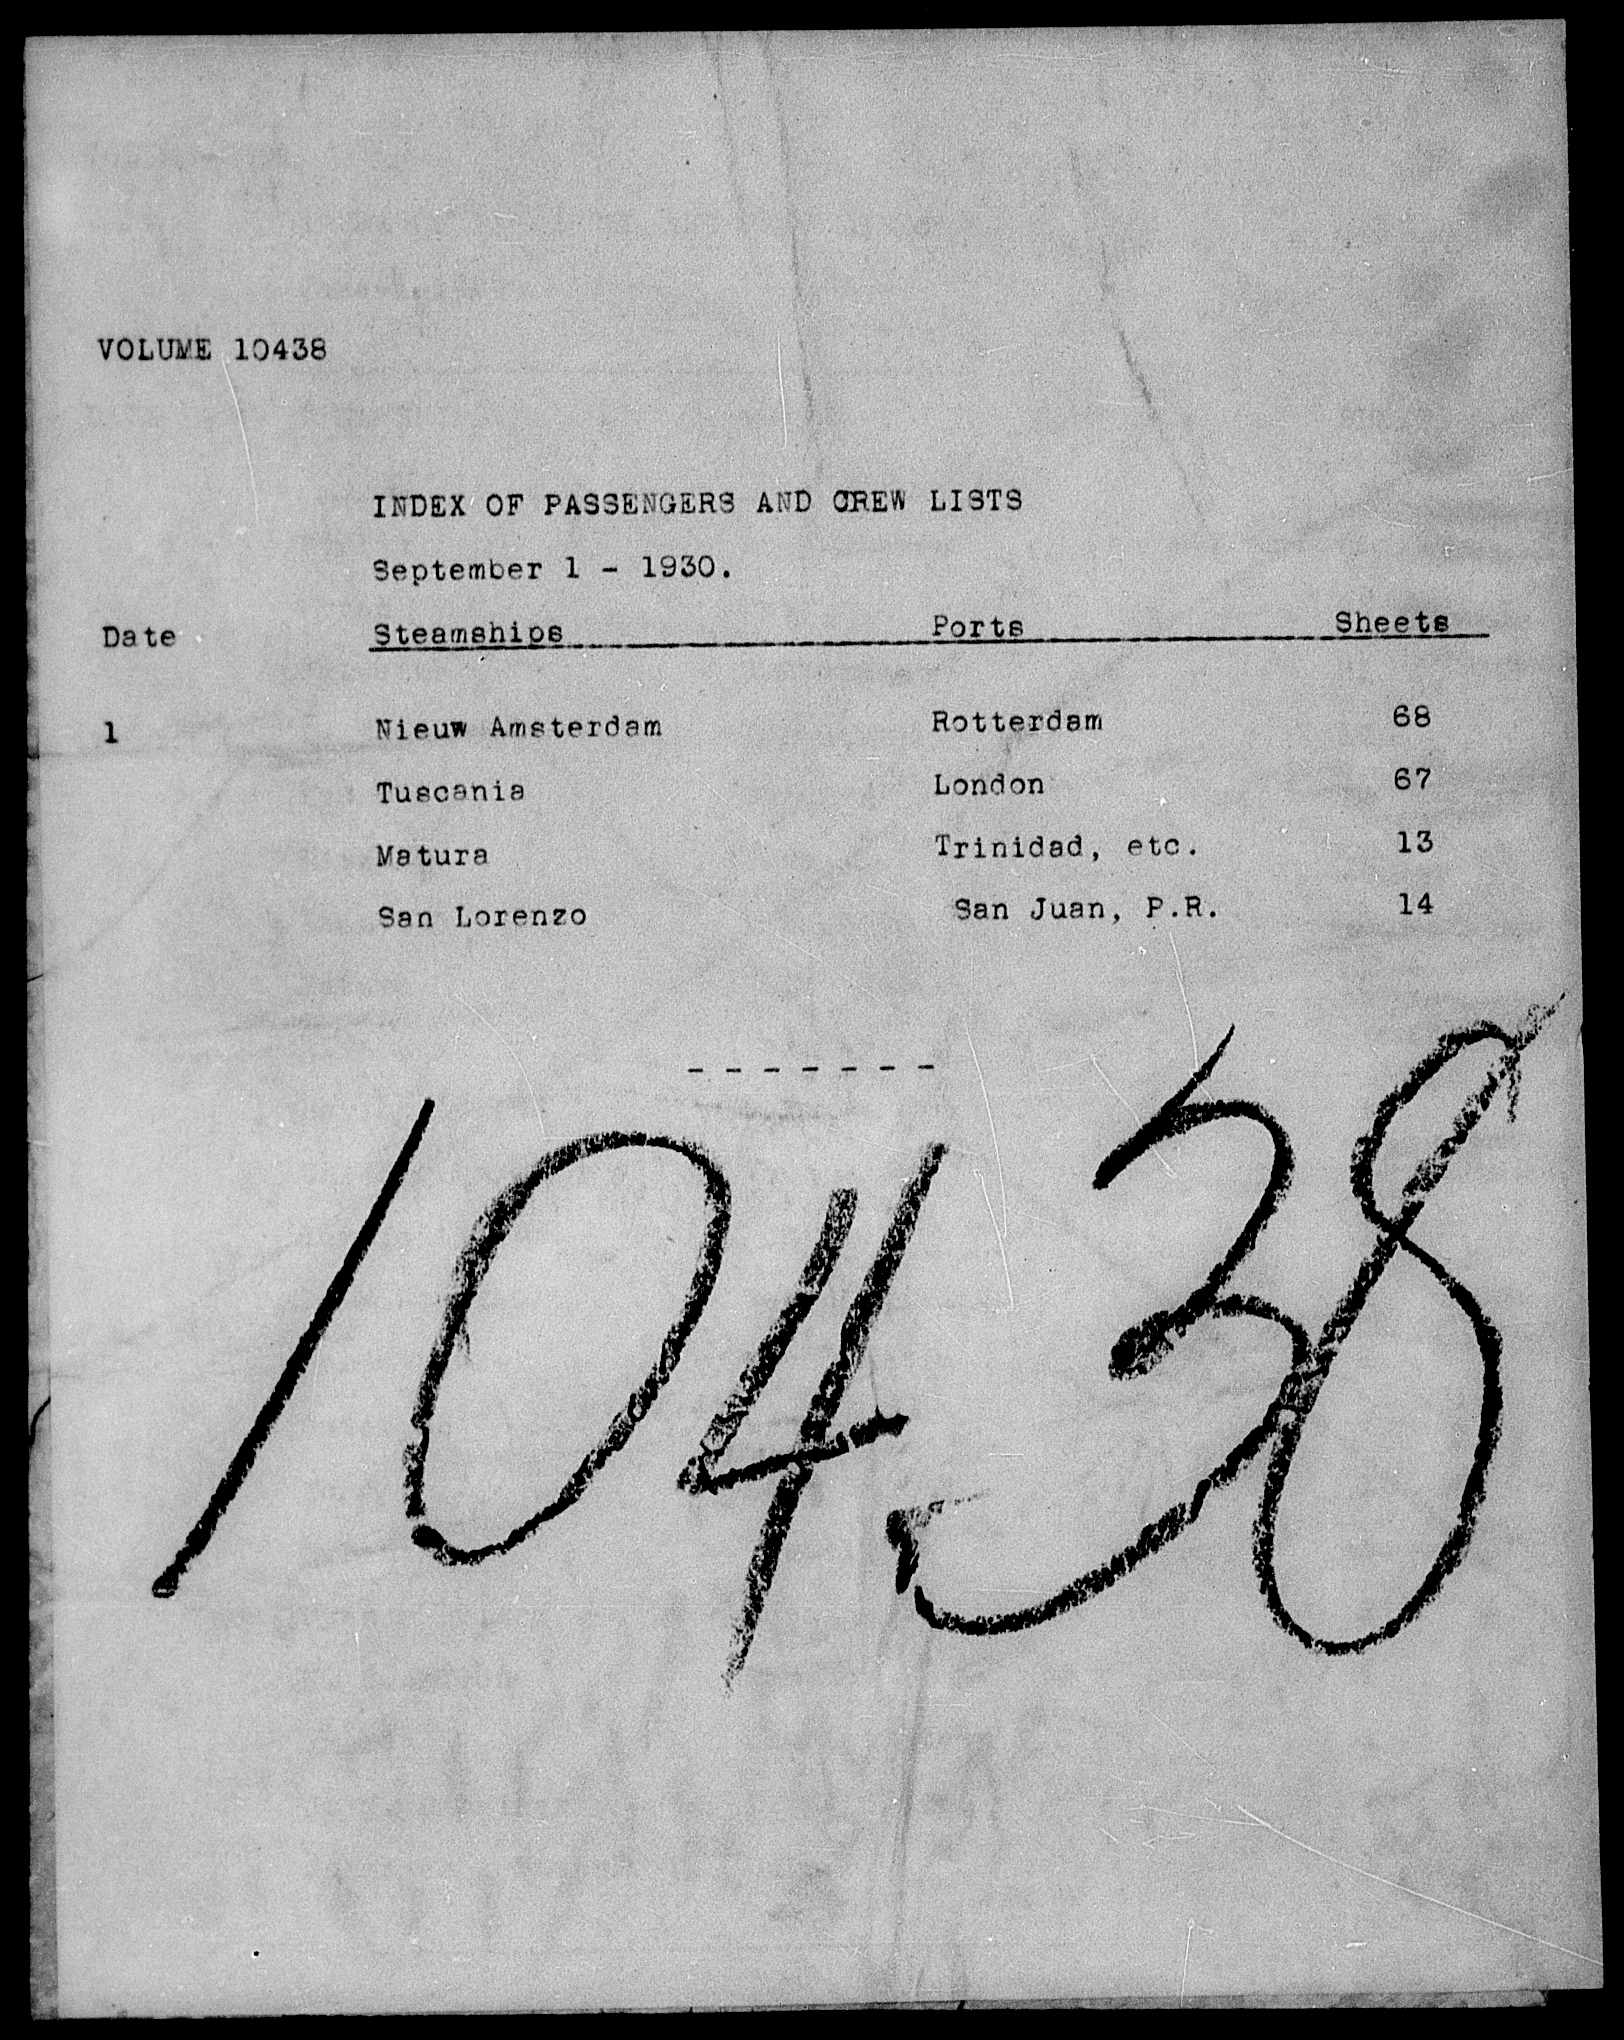 VOLUME 10438
INDEX OF PASSENGERS AND CREW LISTS
September 1 - 1930.
Date Steamships Ports Sheets
1 Nieuw Amsterdam Rotterdam 68
Tuscania London 67
Matura Trinidad, etc. 13
San Lorenzo San Juan, P.R. 14
- - - - - - -
10438